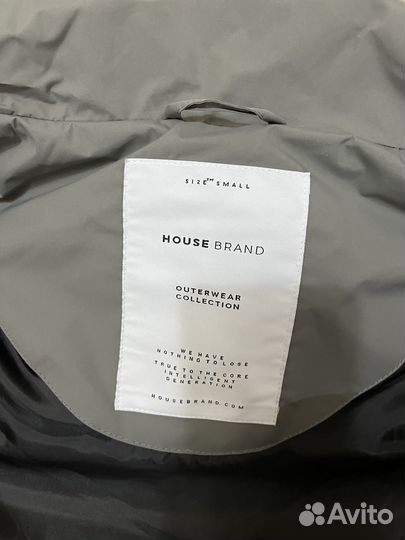 SIZE™ SMALL
HOUSE BRAND
OUTERWEAR
COLLECTION
WE HAVE
NOTHING TO LOSE
TRUE TO THE CORE
INTELLIGENT
GENERATION
HOUSEBRAND.COM
Avito